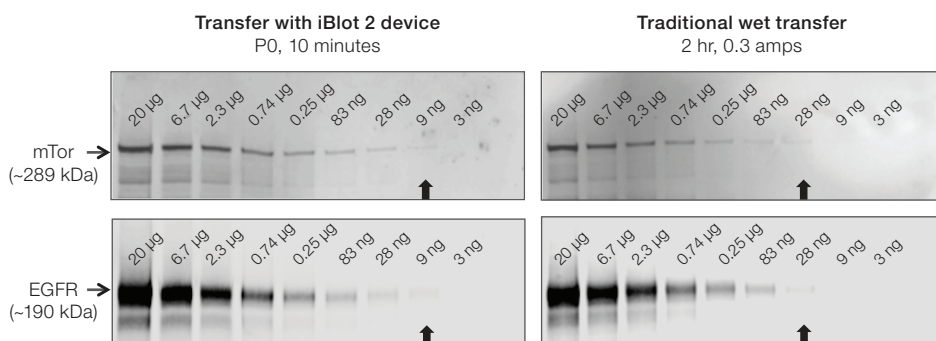 Transfer with iBlot 2 device
P0, 10 minutes
Traditional wet transfer
2 hr, 0.3 amps
20 µg 6.7 µg 2.3 µg 0.74 µg 0.25 µg 83 ng 28 ng 9 ng 3 ng
20 µg 6.7 µg 2.3 µg 0.74 µg 0.25 µg 83 ng 28 ng 9 ng 3 ng
mTor
(~289 kDa)
20 µg 6.7 µg 2.3 µg 0.74 µg 0.25 µg 83 ng 28 ng 9 ng 3 ng
20 µg 6.7 µg 2.3 µg 0.74 µg 0.25 µg 83 ng 28 ng 9 ng 3 ng
EGFR
(~190 kDa)